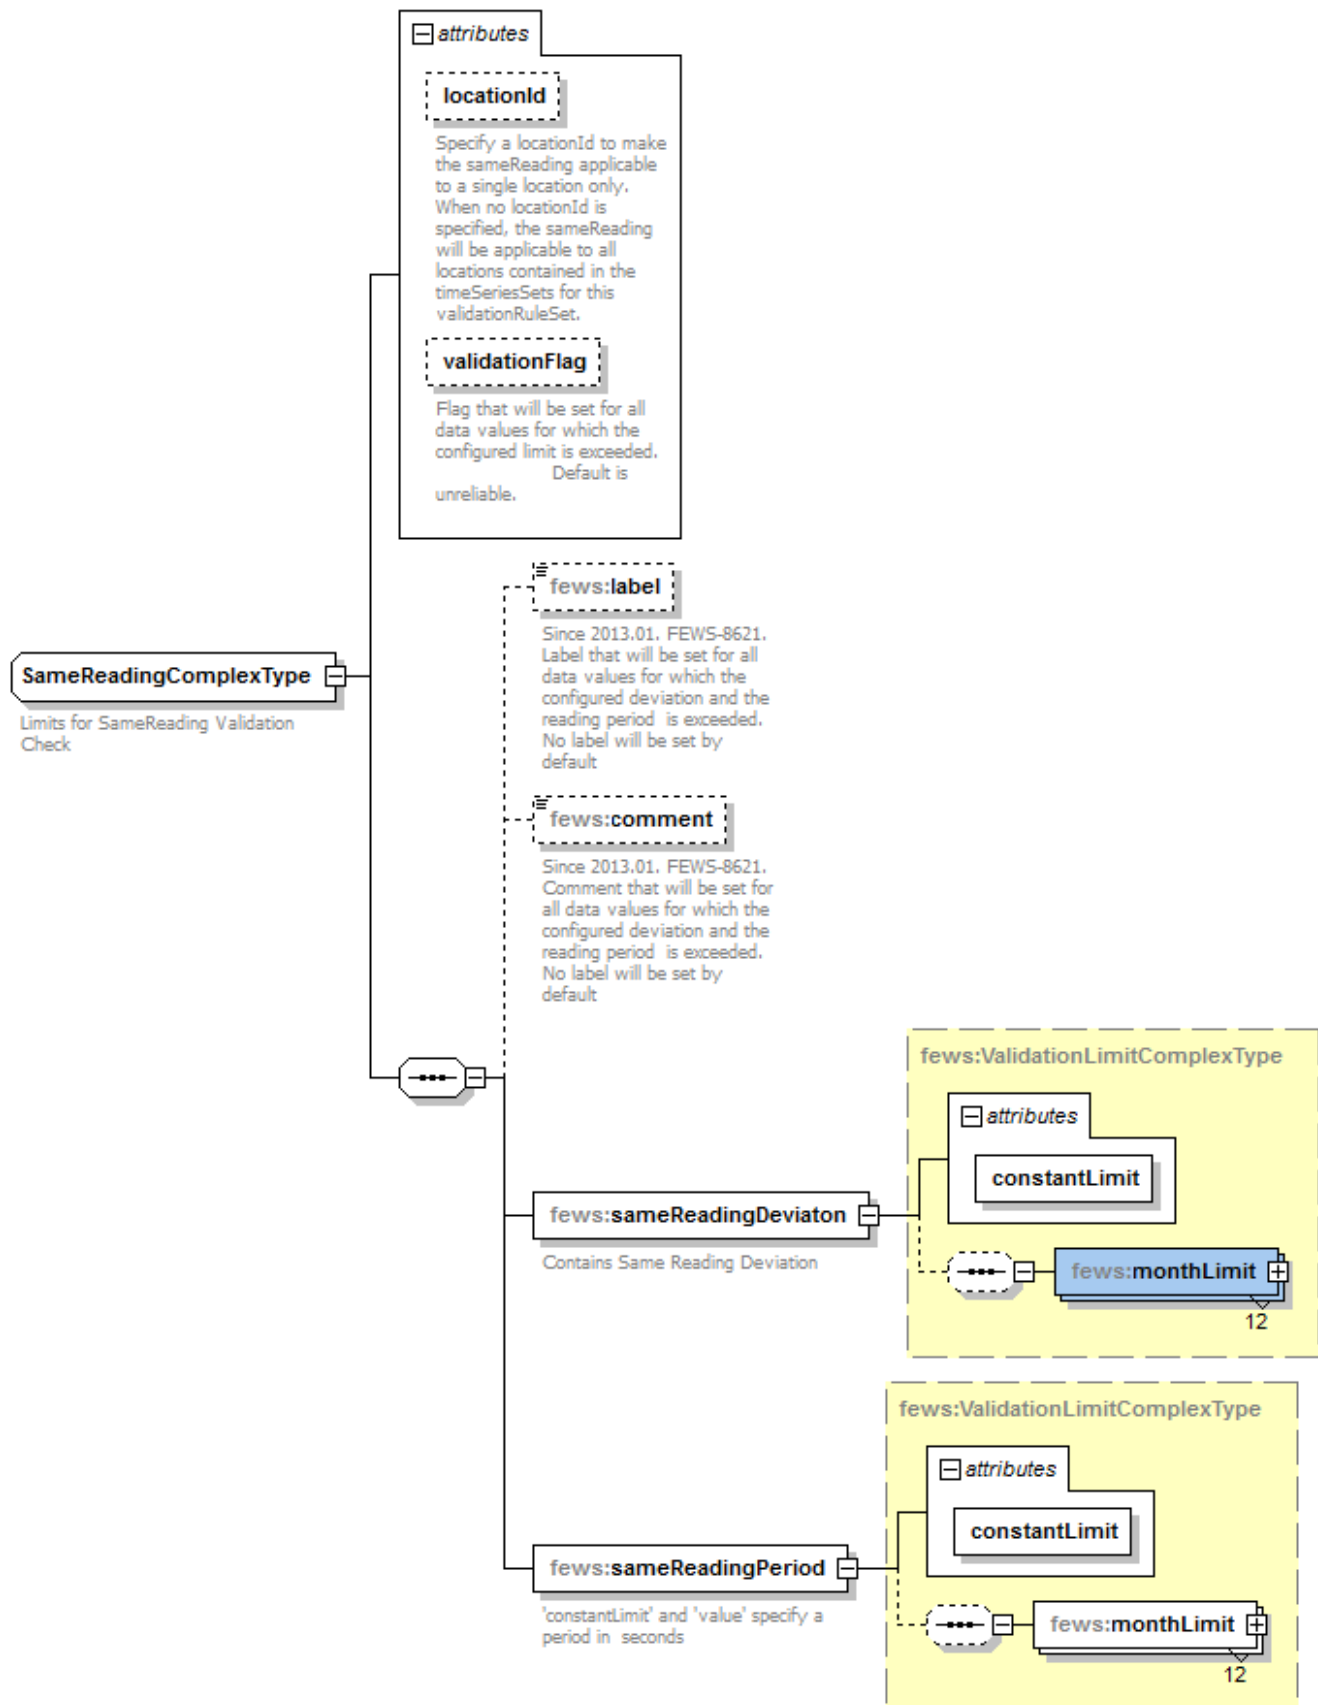 attributes
locationId
Specify a locationId to make
the sameReading applicable
to a single location only.
When no locationId is
specified, the sameReading
will be applicable to all
locations contained in the
timeSeriesSets for this
validationRuleSet.
validationFlag
Flag that will be set for all
data values for which the
configured limit is exceeded.
Default is
unreliable.
SameReadingComplexType
Limits for SameReading Validation
Check
fews:label
Since 2013.01. FEWS-8621.
Label that will be set for all
data values for which the
configured deviation and the
reading period  is exceeded.
No label will be set by
default
fews:comment
Since 2013.01. FEWS-8621.
Comment that will be set for
all data values for which the
configured deviation and the
reading period  is exceeded.
No label will be set by
default
fews:sameReadingDeviaton
Contains Same Reading Deviation
fews:ValidationLimitComplexType
attributes
constantLimit
fews:monthLimit
12
fews:sameReadingPeriod
'constantLimit' and 'value' specify a
period in  seconds
fews:ValidationLimitComplexType
attributes
constantLimit
fews:monthLimit
12